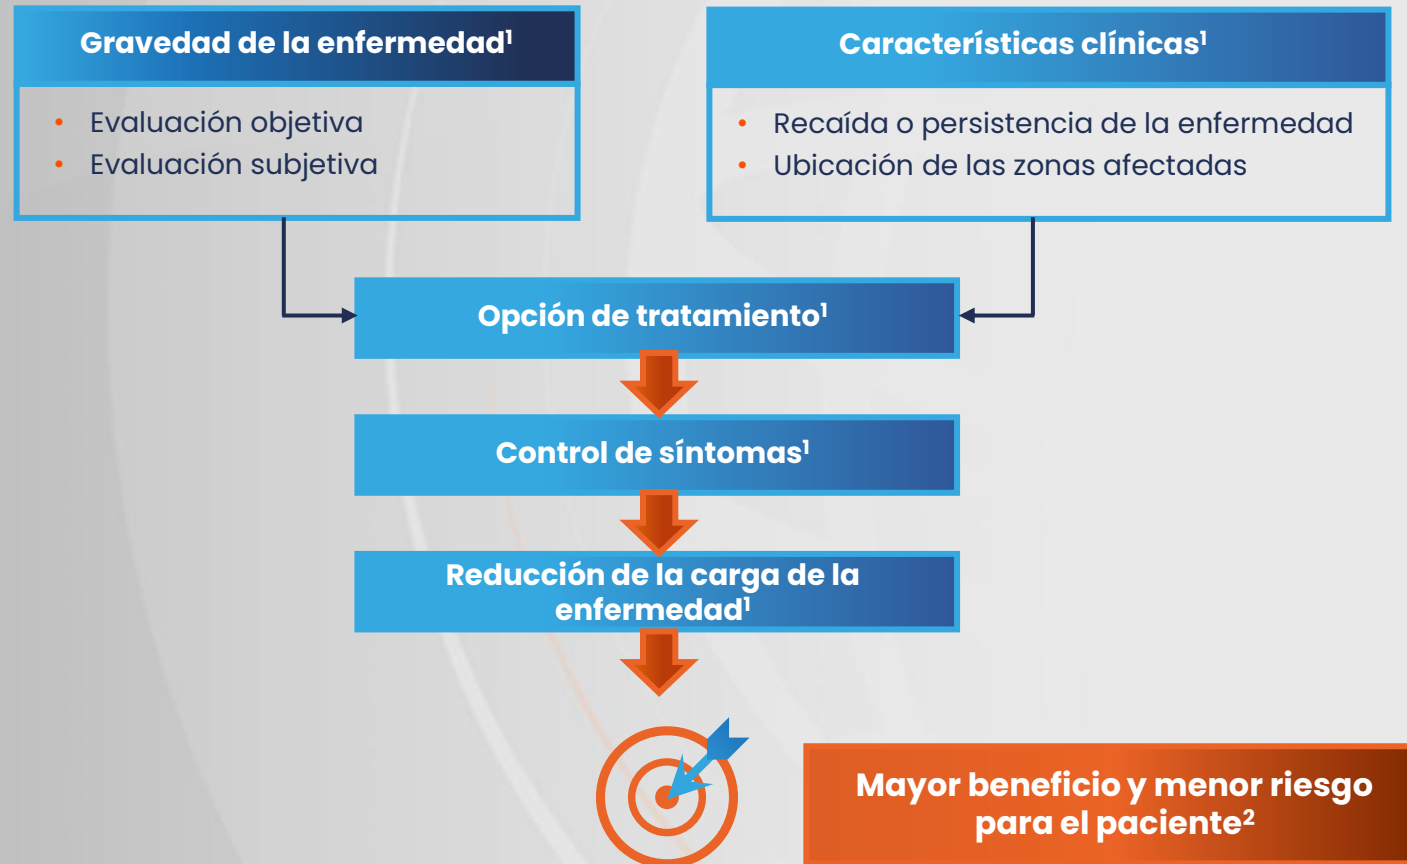 Gravedad de la enfermedad¹
• Evaluación objetiva
• Evaluación subjetiva
Características clínicas¹
• Recaída o persistencia de la enfermedad
• Ubicación de las zonas afectadas
Opción de tratamiento¹
Control de síntomas¹
Reducción de la carga de la
enfermedad¹
Mayor beneficio y menor riesgo
para el paciente²